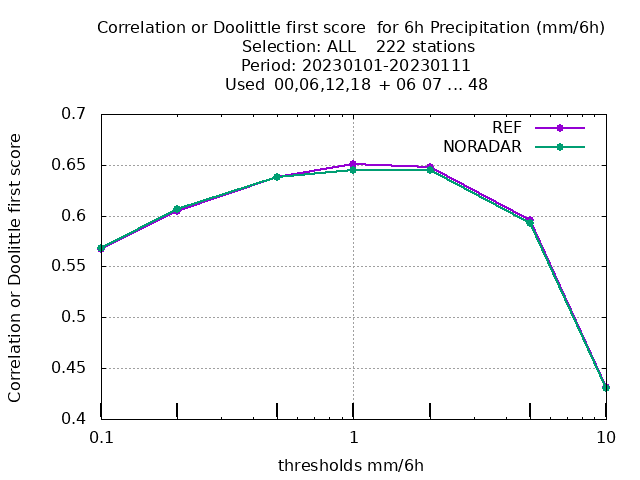 Correlation or Doolittle first score  for 6h Precipitation (mm/6h)
Selection: ALL    222 stations
Period: 20230101-20230111
Used  00,06,12,18  + 06 07 ... 48
0.7
REF
NORADAR
0.65
0.6
0.55
0.5
0.45
0.4
Correlation or Doolittle first score
0.1
1
10
thresholds mm/6h